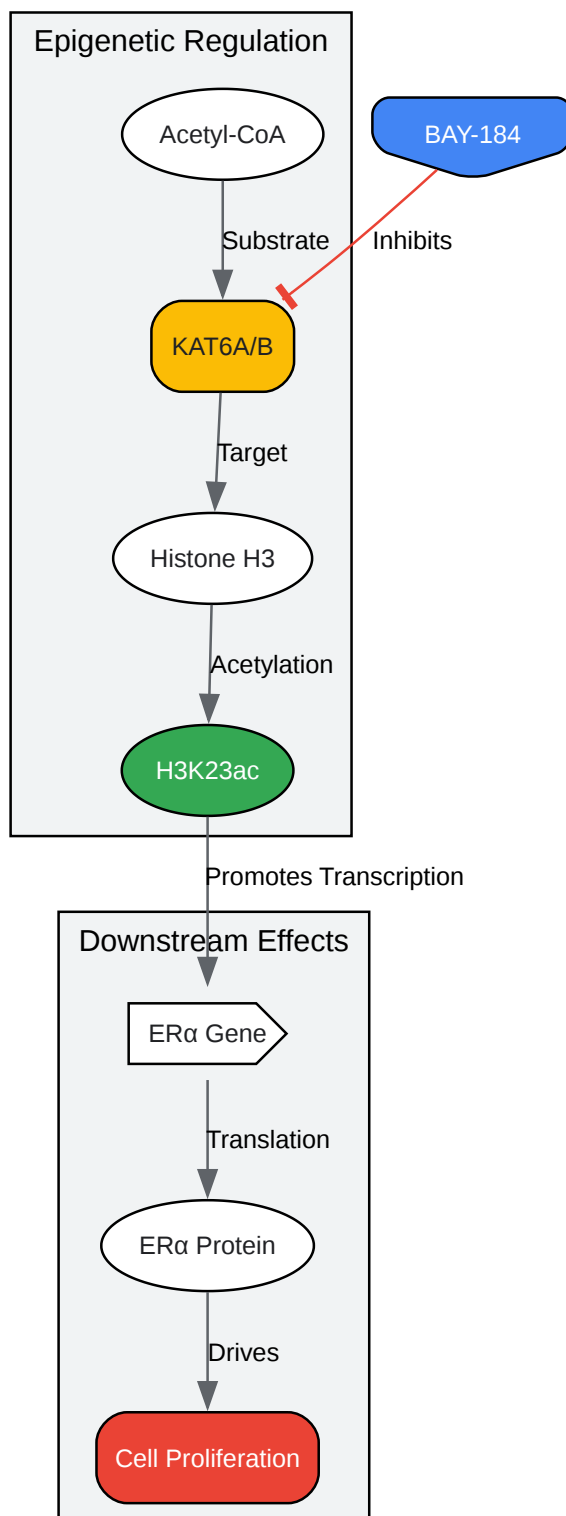 Epigenetic Regulation
Acetyl-CoA
BAY-184
Substrate
Inhibits
KAT6A/B
Target
Histone H3
Acetylation
H3K23ac
Promotes Transcription
Downstream Effects
ERα Gene
Translation
ERα Protein
Drives
Cell Proliferation